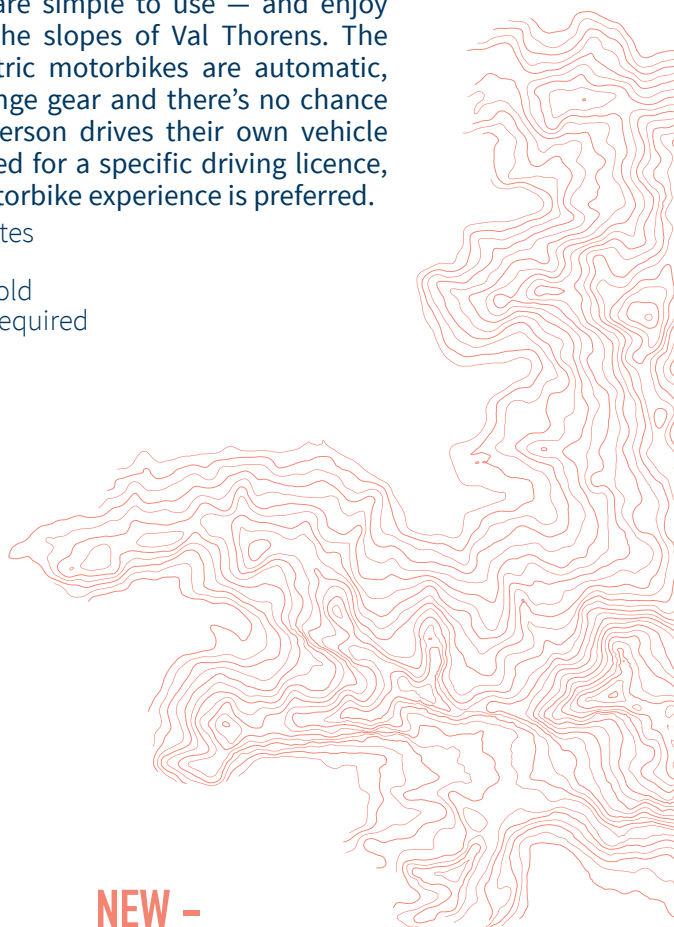 are simple to use — and enjoy
he slopes of Val Thorens. The
tric motorbikes are automatic,
nge gear and there's no chance
erson drives their own vehicle
ed for a specific driving licence,
torbike experience is preferred.
tes
old
equired
NEW –